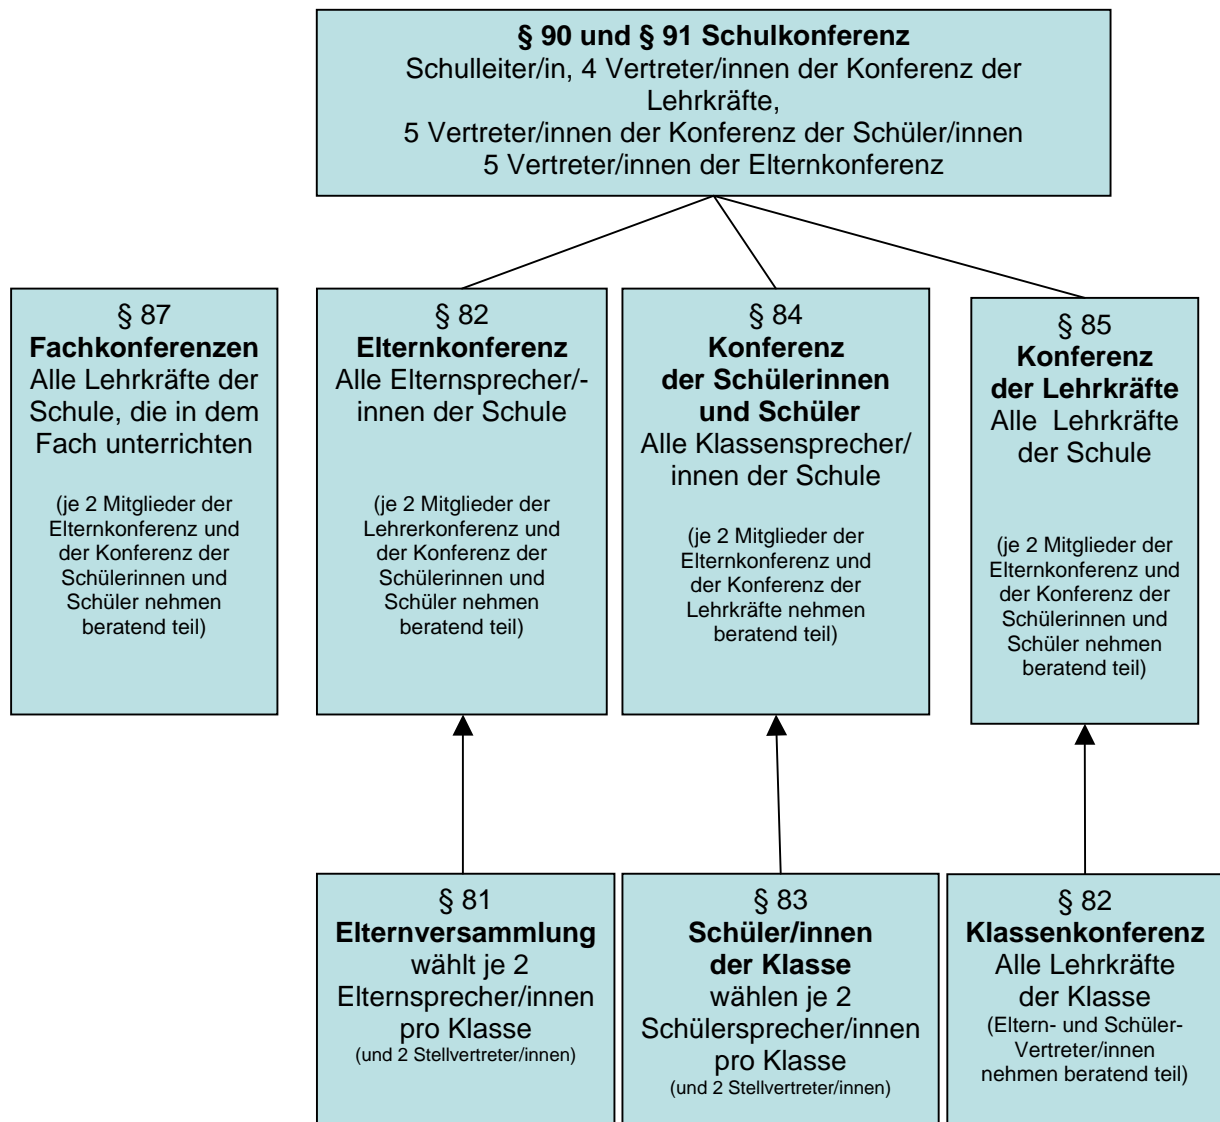 § 90 und § 91 Schulkonferenz
Schulleiter/in, 4 Vertreter/innen der Konferenz der
Lehrkräfte,
5 Vertreter/innen der Konferenz der Schüler/innen
5 Vertreter/innen der Elternkonferenz
§ 87
Fachkonferenzen
Alle Lehrkräfte der
Schule, die in dem
Fach unterrichten
(je 2 Mitglieder der
Elternkonferenz und
der Konferenz der
Schülerinnen und
Schüler nehmen
beratend teil)
§ 82
Elternkonferenz
Alle Elternsprecher/-
innen der Schule
(je 2 Mitglieder der
Lehrerkonferenz und
der Konferenz der
Schülerinnen und
Schüler nehmen
beratend teil)
§ 84
Konferenz
der Schülerinnen
und Schüler
Alle Klassensprecher/
innen der Schule
(je 2 Mitglieder der
Elternkonferenz und
der Konferenz der
Lehrkräfte nehmen
beratend teil)
§ 85
Konferenz
der Lehrkräfte
Alle Lehrkräfte
der Schule
(je 2 Mitglieder der
Elternkonferenz und
der Konferenz der
Schülerinnen und
Schüler nehmen
beratend teil)
§ 81
Elternversammlung
wählt je 2
Elternsprecher/innen
pro Klasse
(und 2 Stellvertreter/innen)
§ 83
Schüler/innen
der Klasse
wählen je 2
Schülersprecher/innen
pro Klasse
(und 2 Stellvertreter/innen)
§ 82
Klassenkonferenz
Alle Lehrkräfte
der Klasse
(Eltern- und Schüler-
Vertreter/innen
nehmen beratend teil)